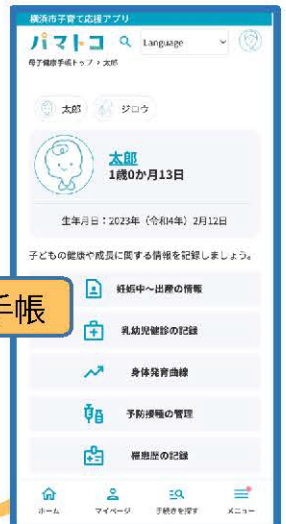 横浜市子育て応援アプリ
パマトコ
Language
母子健康手帳トップ > 太郎
太郎
ジロウ
太郎
1歳0か月13日
生年月日:2023年(令和4年)2月12日
子どもの健康や成長に関する情報を記録しましょう。
妊娠中~出産の情報
手帳
乳幼児健診の記録
身体発育曲線
予防接種の管理
罹患歴の記録
ホーム
マイページ
手続きを探す
メニュー